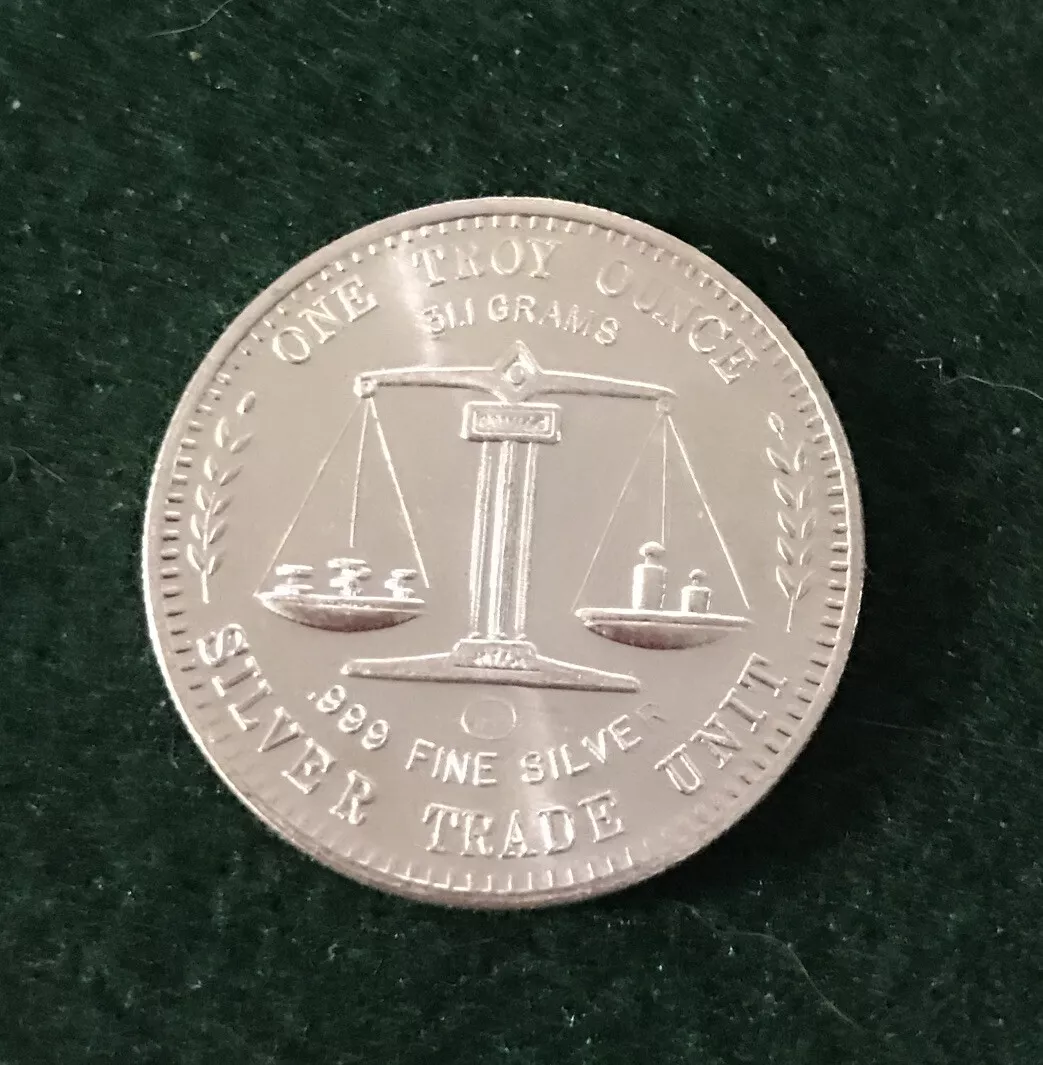 ONE TROY OUNCE
31.1 GRAMS
.999 FINE SILVER
SILVER TRADE UNIT